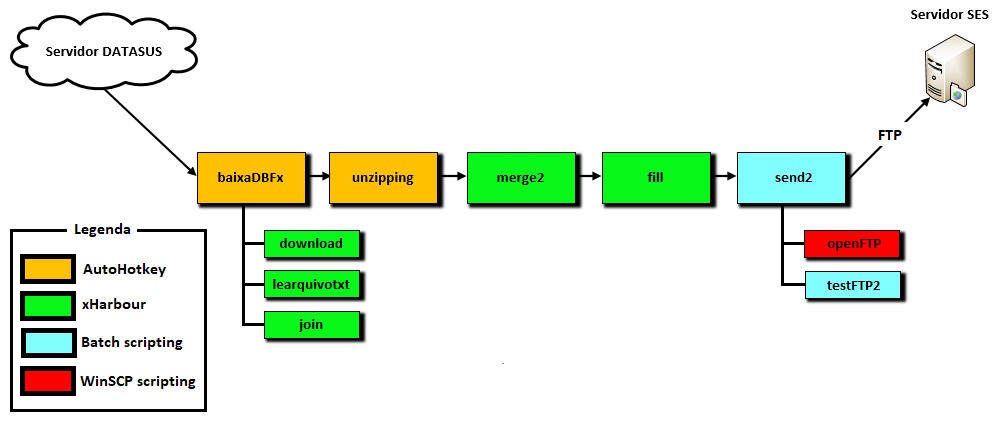 Servidor SES
Servidor DATASUS
FTP
baixaDBFx
unzipping
merge2
fill
send2
download
learquivotxt
join
openFTP
testFTP2
Legenda
AutoHotkey
xHarbour
Batch scripting
WinSCP scripting